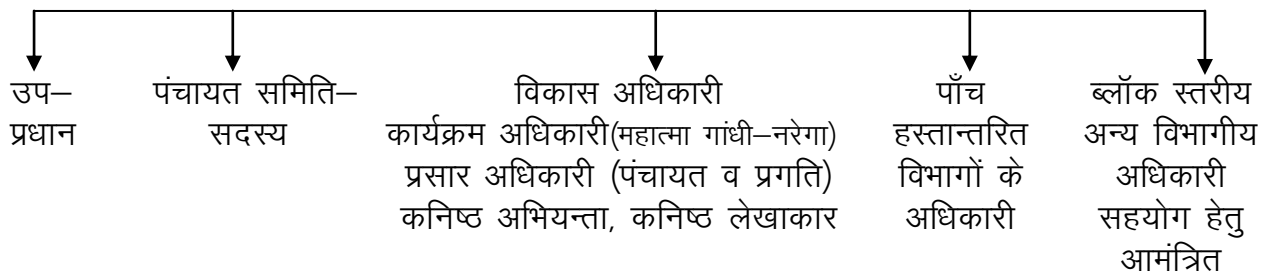 उप–
प्रधान
पंचायत समिति–
सदस्य
विकास अधिकारी
कार्यक्रम अधिकारी(महात्मा गांधी–नरेगा)
प्रसार अधिकारी (पंचायत व प्रगति)
कनिष्ठ अभियन्ता, कनिष्ठ लेखाकार
पाँच
हस्तान्तरित
विभागों के
अधिकारी
ब्लॉक स्तरीय
अन्य विभागीय
अधिकारी
सहयोग हेतु
आमंत्रित